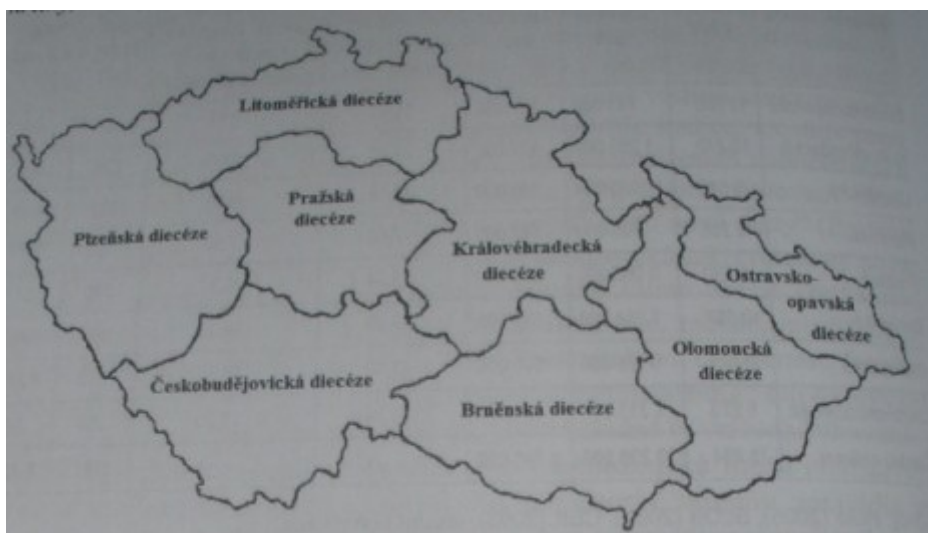 Litoměřická diecéze
Pražská
diecéze
Plzeňská diecéze
Královéhradecká
diecéze
Ostravsko-
opavská
diecéze
Olomoucká
diecéze
Českobudějovická diecéze
Brněnská diecéze